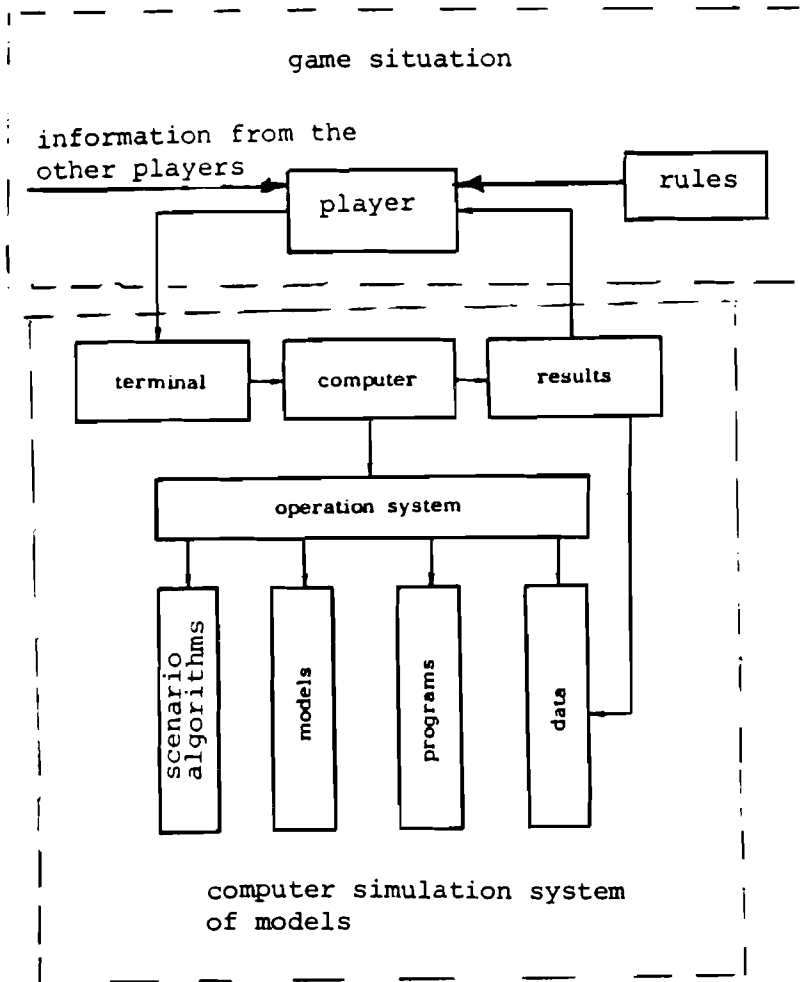 game situation
information from the
other players
player
rules
terminal
computer
results
operation system
scenario
algorithms
models
programs
data
computer simulation system
of models